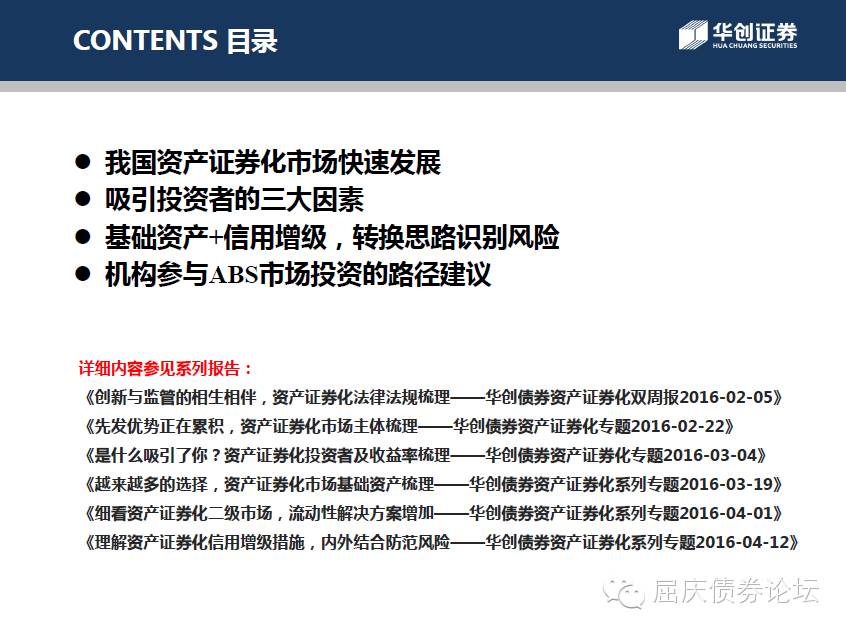 CONTENTS 目录
华创证券
HUA CHUANG SECURITIES
● 我国资产证券化市场快速发展
● 吸引投资者的三大因素
● 基础资产+信用增级，转换思路识别风险
● 机构参与ABS市场投资的路径建议
详细内容参见系列报告：
《创新与监管的相生相伴，资产证券化法律法规梳理——华创债券资产证券化双周报2016-02-05》
《先发优势正在累积，资产证券化市场主体梳理——华创债券资产证券化专题2016-02-22》
《是什么吸引了你？资产证券化投资者及收益率梳理——华创债券资产证券化专题2016-03-04》
《越来越多的选择，资产证券化市场基础资产梳理——华创债券资产证券化系列专题2016-03-19》
《细看资产证券化二级市场，流动性解决方案增加——华创债券资产证券化系列专题2016-04-01》
《理解资产证券化信用增级措施，内外结合防范风险——华创债券资产证券化系列专题2016-04-12》
屈庆债券论坛